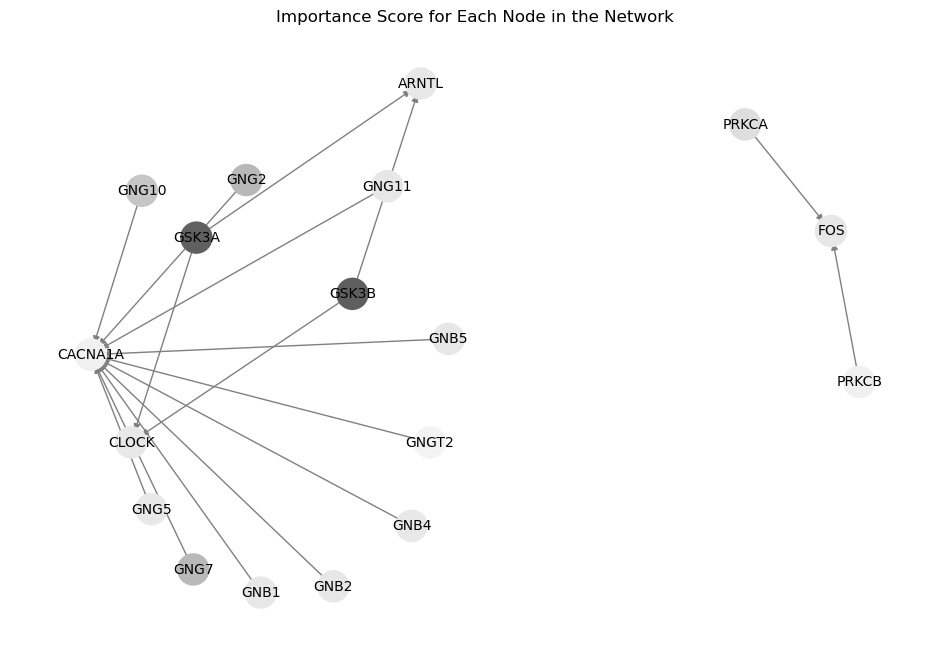 Importance Score for Each Node in the Network
ARNTL
PRKCA
GNG2
GNG11
GNG10
FOS
GSK3A
GSK3B
GNB5
CACNA1A
PRKCB
CLOCK
GNGT2
GNG5
GNB4
GNG7
GNB2
GNB1